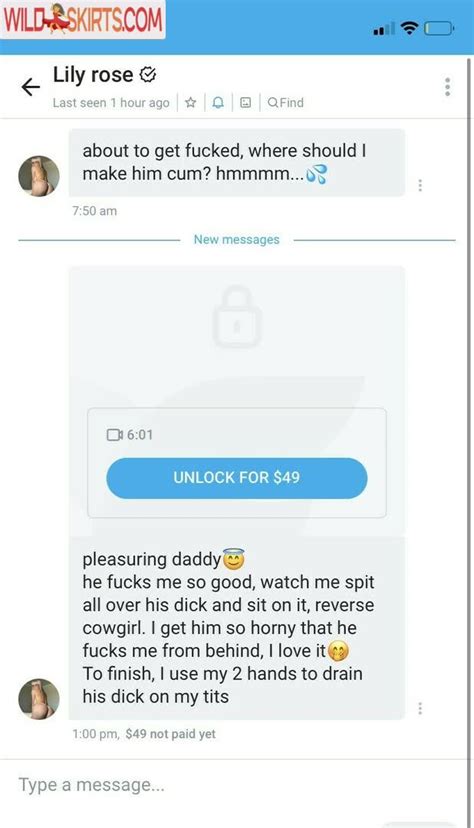 WILDSKIRTS.COM
Lily rose
Last seen 1 hour ago
Find
about to get fucked, where should I
make him cum? hmmmm...💦
7:50 am
New messages
6:01
UNLOCK FOR $49
pleasuring daddy😇
he fucks me so good, watch me spit
all over his dick and sit on it, reverse
cowgirl. I get him so horny that he
fucks me from behind, I love it🤭
To finish, I use my 2 hands to drain
his dick on my tits
1:00 pm, $49 not paid yet
Type a message...